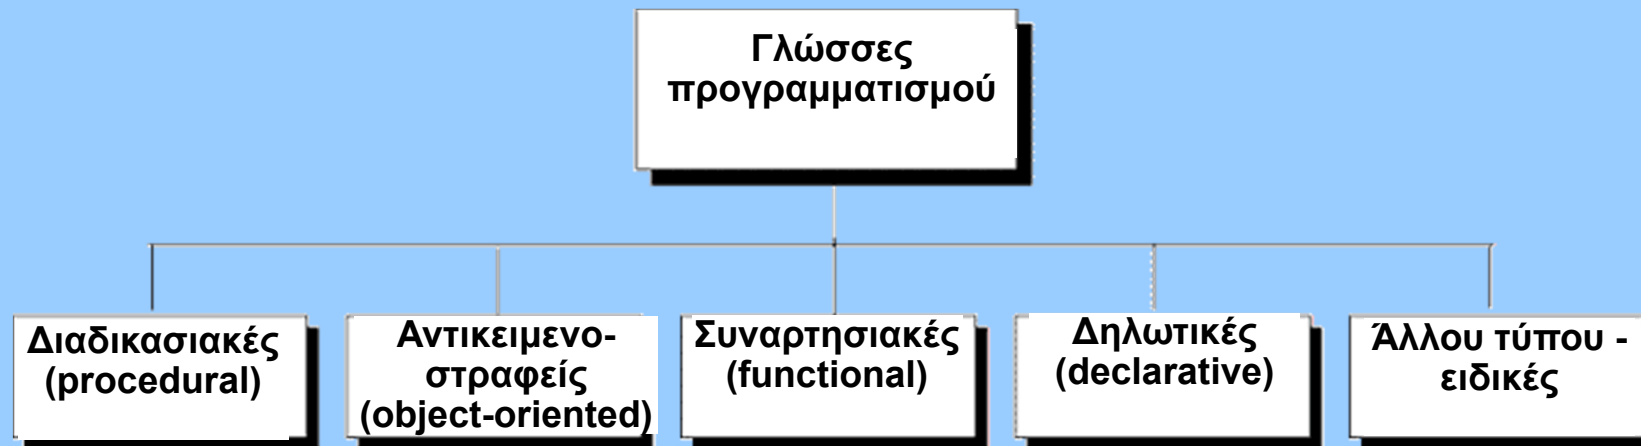 Γλώσσες
προγραμματισμού
Διαδικασιακές
(procedural)
Αντικειμενο-
στραφείς
(object-oriented)
Συναρτησιακές
(functional)
Δηλωτικές
(declarative)
Άλλου τύπου -
ειδικές